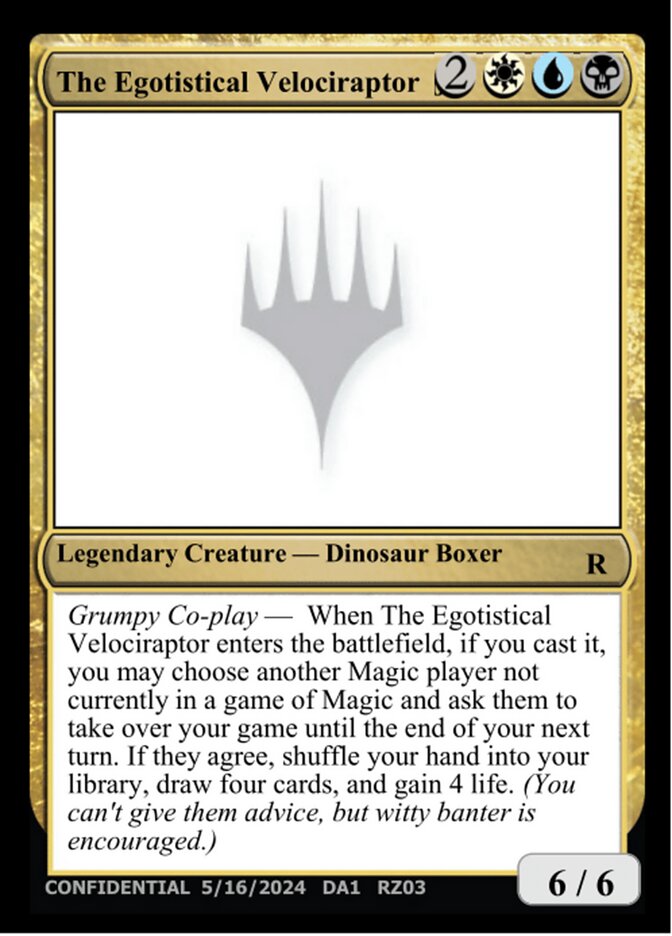 The Egotistical Velociraptor 2
Legendary Creature — Dinosaur Boxer R
Grumpy Co-play — When The Egotistical
Velociraptor enters the battlefield, if you cast it,
you may choose another Magic player not
currently in a game of Magic and ask them to
take over your game until the end of your next
turn. If they agree, shuffle your hand into your
library, draw four cards, and gain 4 life. (You
can't give them advice, but witty banter is
encouraged.)
CONFIDENTIAL 5/16/2024 DA1 RZ03
6 / 6